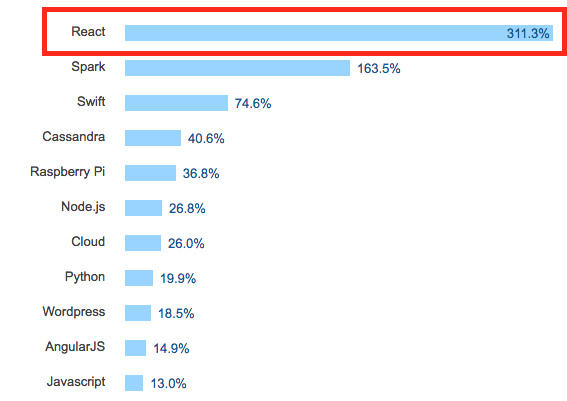 React 311.3%
Spark 163.5%
Swift 74.6%
Cassandra 40.6%
Raspberry Pi 36.8%
Node.js 26.8%
Cloud 26.0%
Python 19.9%
Wordpress 18.5%
AngularJS 14.9%
Javascript 13.0%